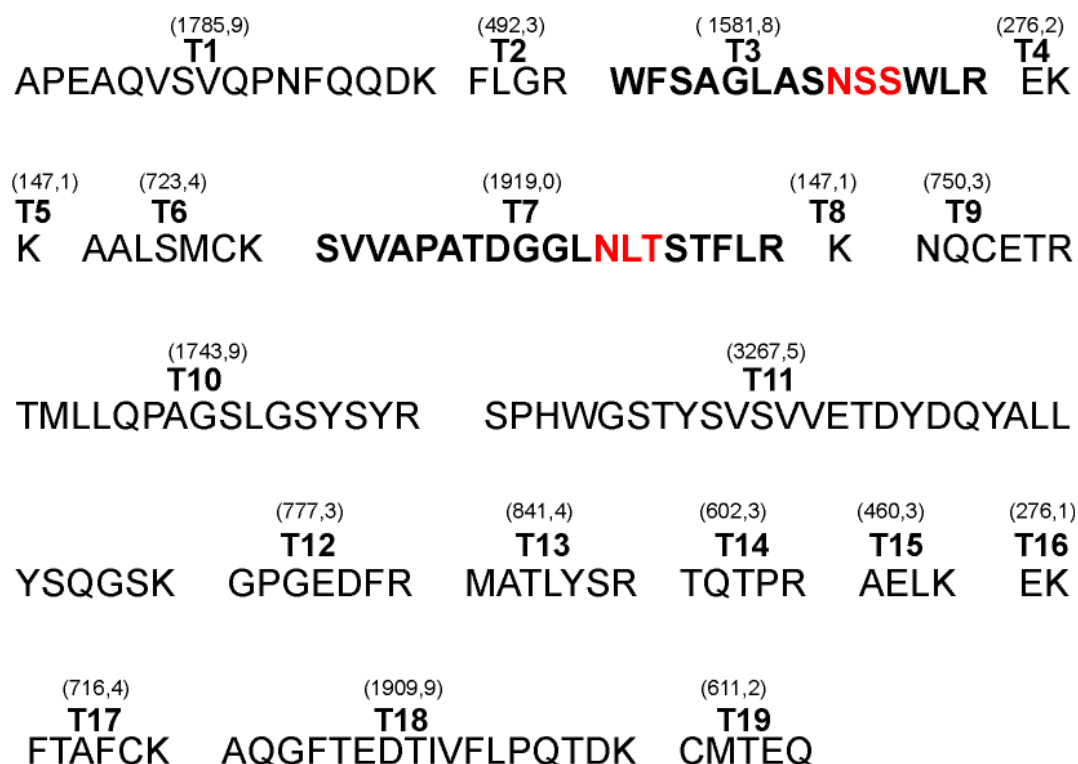 (1785,9) (492,3) ( 1581,8) (276,2)
T1 T2 T3 T4
APEAQVSVQPNFQQDK FLGR WFSAGLASNSSWLR EK
(147,1) (723,4) (1919,0) (147,1) (750,3)
T5 T6 T7 T8 T9
K AALSMCK SVVAPATDGGLNLTSTFLR K NQCETR
(1743,9) (3267,5)
T10 T11
TMLLQPAGSLGSYSYR SPHWGSTYSVSVVETDYDQYALL
(777,3) (841,4) (602,3) (460,3) (276,1)
T12 T13 T14 T15 T16
YSQGSK GPGEDFR MATLYSR TQTPR AELK EK
(716,4) (1909,9) (611,2)
T17 T18 T19
FTAFCK AQGFTEDTIVFLPQTDK CMTEQ